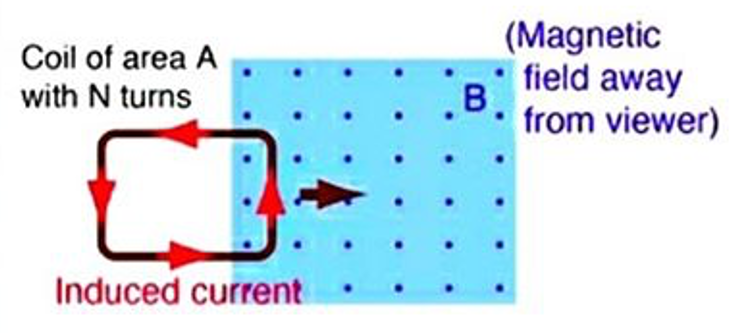 Coil of area A
with N turns
(Magnetic
field away
from viewer)
B
Induced current